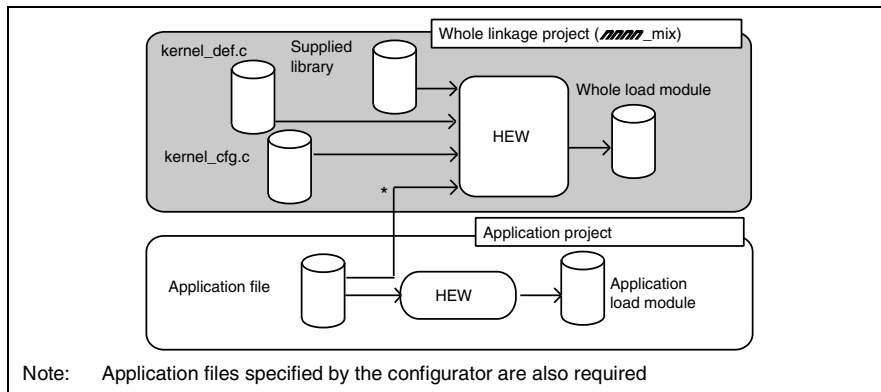 Whole linkage project (nnnn_mix)
kernel_def.c
Supplied
library
Whole load module
HEW
kernel_cfg.c
*
Application project
Application file
HEW
Application
load module
Note: Application files specified by the configurator are also required